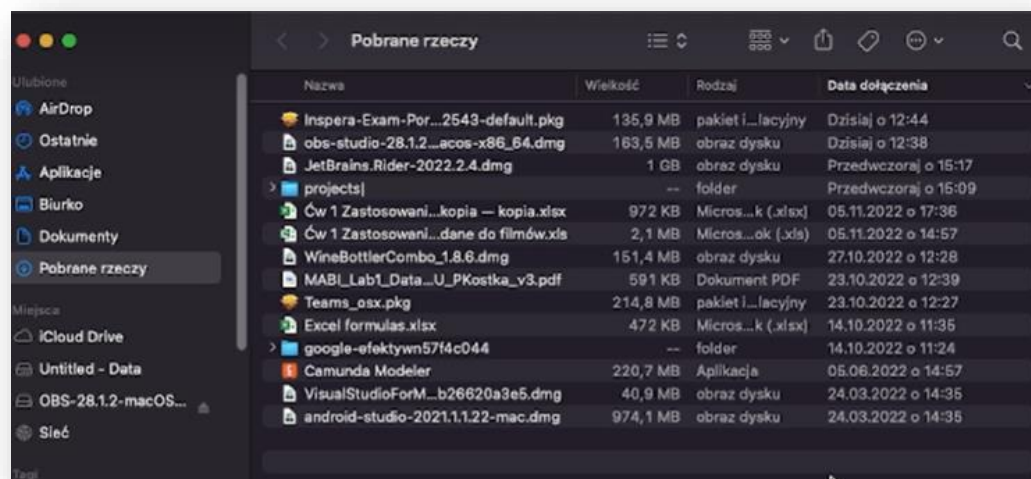 Pobrane rzeczy
Ulubione
AirDrop
Ostatnie
Aplikacje
Biurko
Dokumenty
Pobrane rzeczy
Miejsca
iCloud Drive
Untitled - Data
OBS-28.1.2-macOS...
Sieć
Tagi
Nazwa Wielkość Rodzaj Data dołączenia
Inspera-Exam-Por...2543-default.pkg 135,9 MB pakiet i...lacyjny Dzisiaj o 12:44
obs-studio-28.1.2...acos-x86_64.dmg 163,5 MB obraz dysku Dzisiaj o 12:38
JetBrains.Rider-2022.2.4.dmg 1 GB obraz dysku Przedwczoraj o 15:17
projects| -- folder Przedwczoraj o 15:09
Ćw 1 Zastosowani...kopia — kopia.xlsx 972 KB Micros...k (.xlsx) 05.11.2022 o 17:36
Ćw 1 Zastosowani...dane do filmów.xls 2,1 MB Micros...ok (.xls) 05.11.2022 o 14:57
WineBottlerCombo_1.8.6.dmg 151,4 MB obraz dysku 27.10.2022 o 12:28
MABI_Lab1_Data...U_PKostka_v3.pdf 591 KB Dokument PDF 23.10.2022 o 12:39
Teams_osx.pkg 214,8 MB pakiet i...lacyjny 23.10.2022 o 12:27
Excel formulas.xlsx 472 KB Micros...k (.xlsx) 14.10.2022 o 11:35
google-efektywn57f4c044 -- folder 14.10.2022 o 11:24
Camunda Modeler 220,7 MB Aplikacja 05.06.2022 o 14:57
VisualStudioForM...b26620a3e5.dmg 40,9 MB obraz dysku 24.03.2022 o 14:35
android-studio-2021.1.1.22-mac.dmg 974,1 MB obraz dysku 24.03.2022 o 14:35